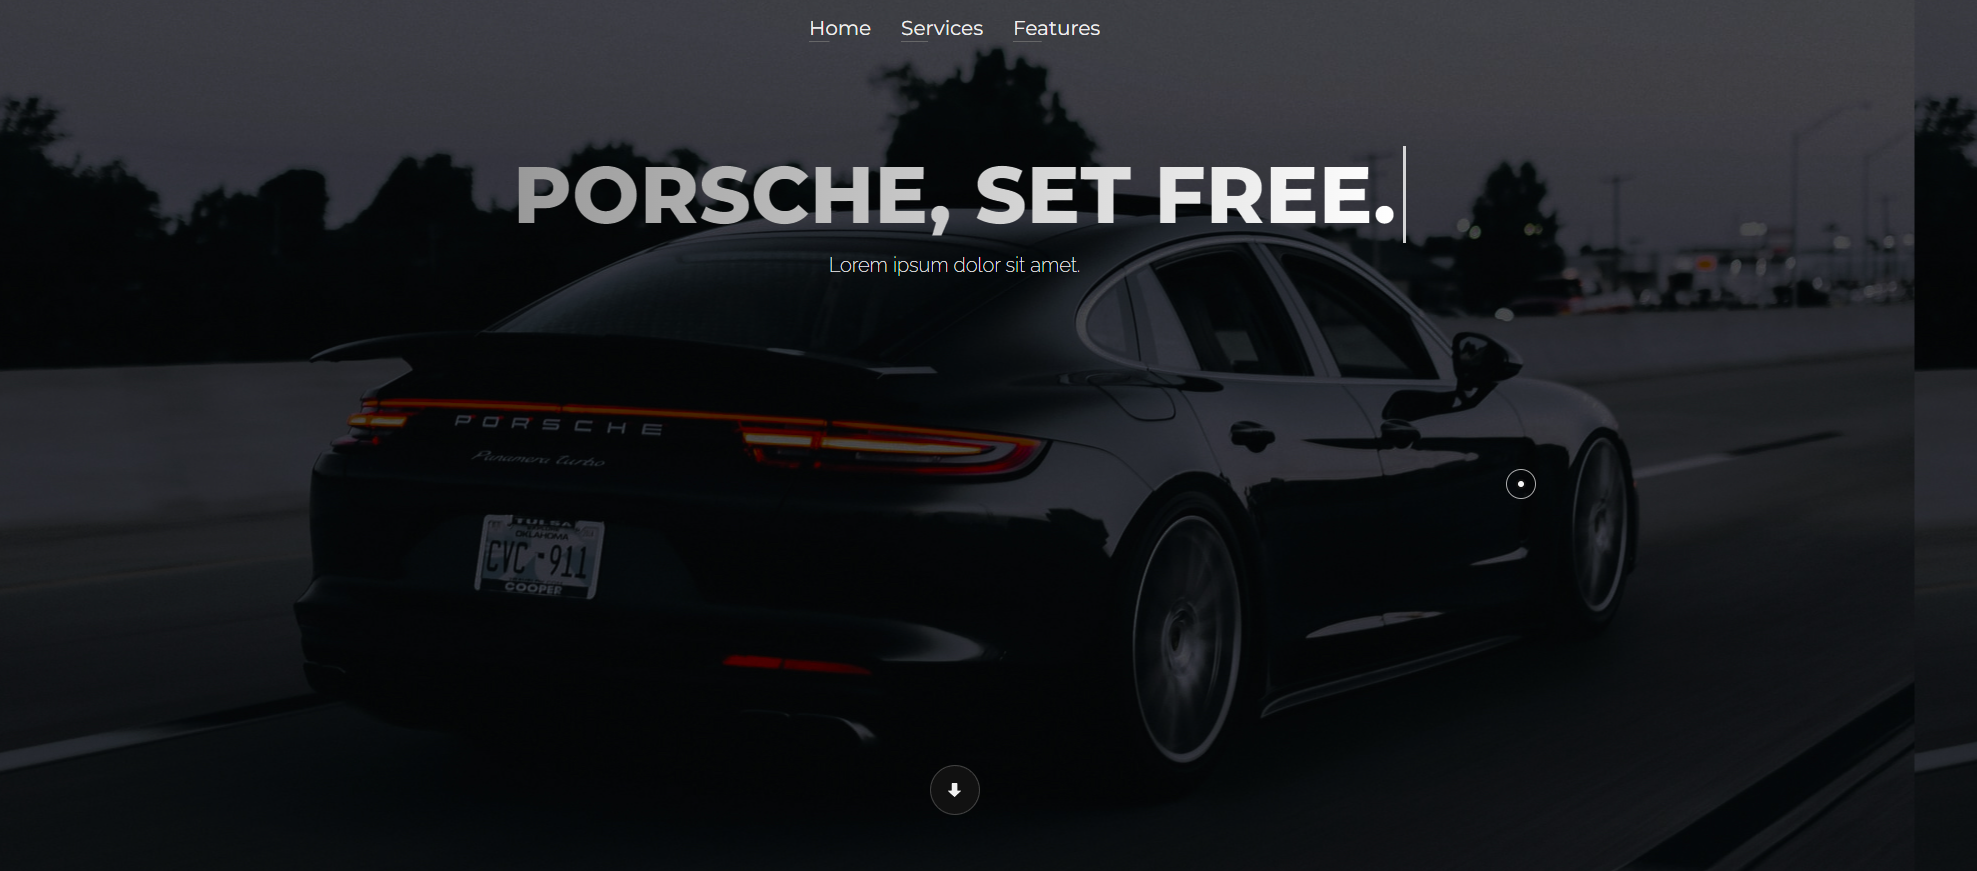 Home Services Features
PORSCHE, SET FREE.
Lorem ipsum dolor sit amet.
PORSCHE
Panamera turbo
TULSA
OKLAHOMA
CVC-911
COOPER